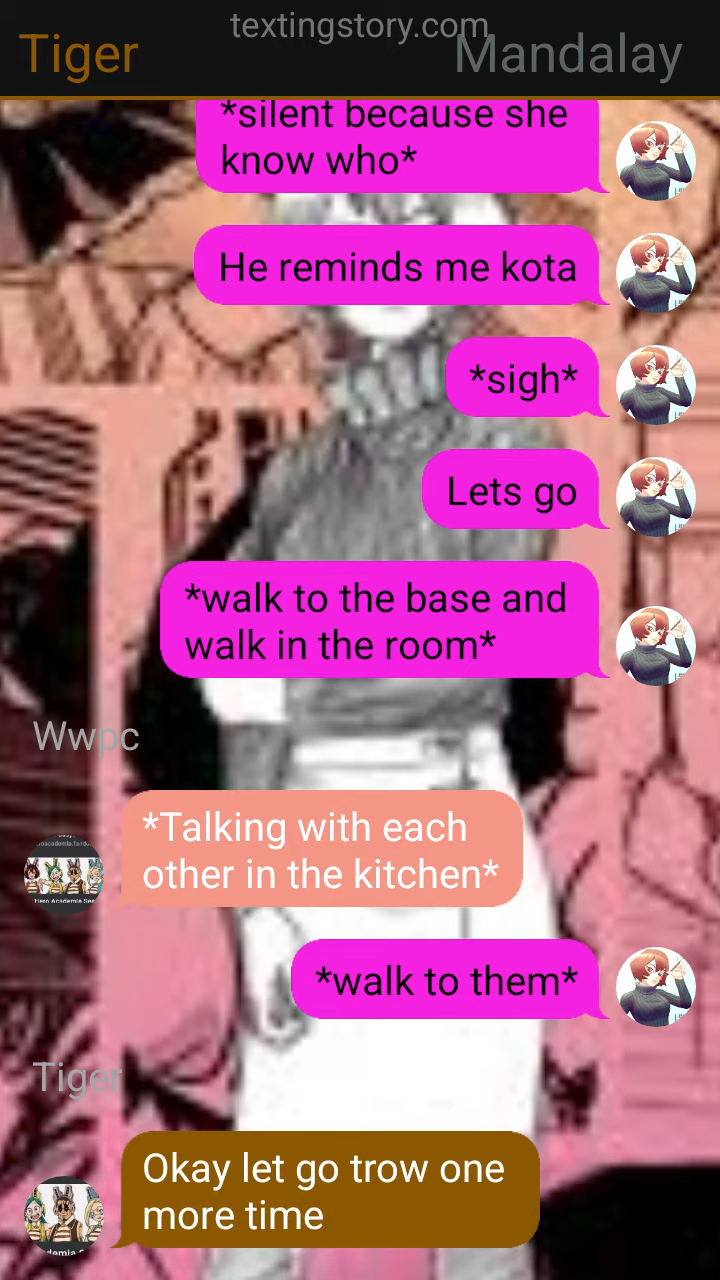 textingstory.com
Tiger
Mandalay
*silent because she
know who*
He reminds me kota
*sigh*
Lets go
*walk to the base and
walk in the room*
Wwpc
*Talking with each
other in the kitchen*
*walk to them*
Tiger
Okay let go trow one
more time